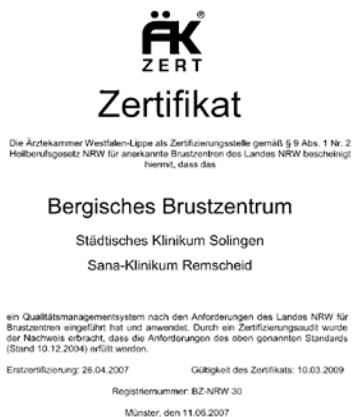 ÄK
ZERT
Zertifikat
Die Ärztekammer Westfalen-Lippe als Zertifizierungsstelle gemäß § 9 Abs. 1 Nr. 2
Heilberufsgesetz NRW für anerkannte Brustzentren des Landes NRW bescheinigt
hiermit, dass das
Bergisches Brustzentrum
Städtisches Klinikum Solingen
Sana-Klinikum Remscheid
ein Qualitätsmanagementsystem nach den Anforderungen des Landes NRW für
Brustzentren eingeführt hat und anwendet. Durch ein Zertifizierungsaudit wurde
der Nachweis erbracht, dass die Anforderungen des oben genannten Standards
(Stand 10.12.2004) erfüllt werden.
Erstzertifizierung: 26.04.2007 Gültigkeit des Zertifikats: 10.03.2009
Registriernummer: BZ-NRW 30
Münster, den 11.06.2007